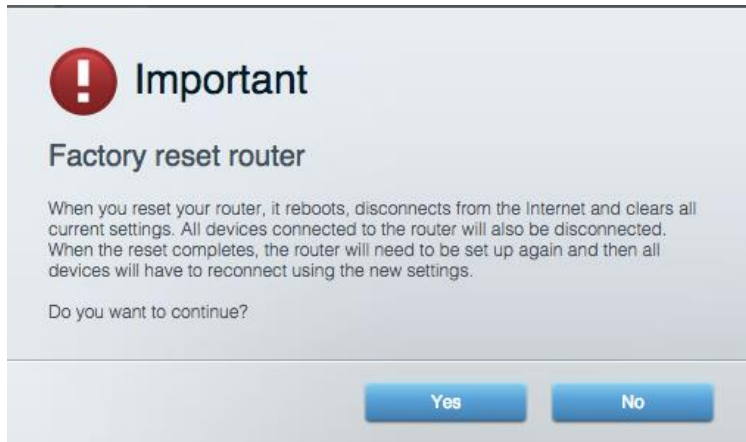 Important
Factory reset router
When you reset your router, it reboots, disconnects from the Internet and clears all
current settings. All devices connected to the router will also be disconnected.
When the reset completes, the router will need to be set up again and then all
devices will have to reconnect using the new settings.
Do you want to continue?
Yes No